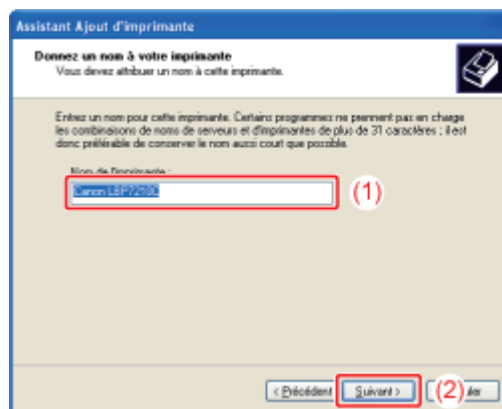 Assistant Ajout d'imprimante
Donnez un nom à votre imprimante
Vous devez attribuer un nom à cette imprimante.
Entrez un nom pour cette imprimante. Certains programmes ne prennent pas en charge
les combinaisons de noms de serveurs et d'imprimantes de plus de 31 caractères ; il est
donc préférable de conserver le nom aussi court que possible.
Nom de l'imprimante :
Canon
(1)
< Précédent
Suivant >
(2)